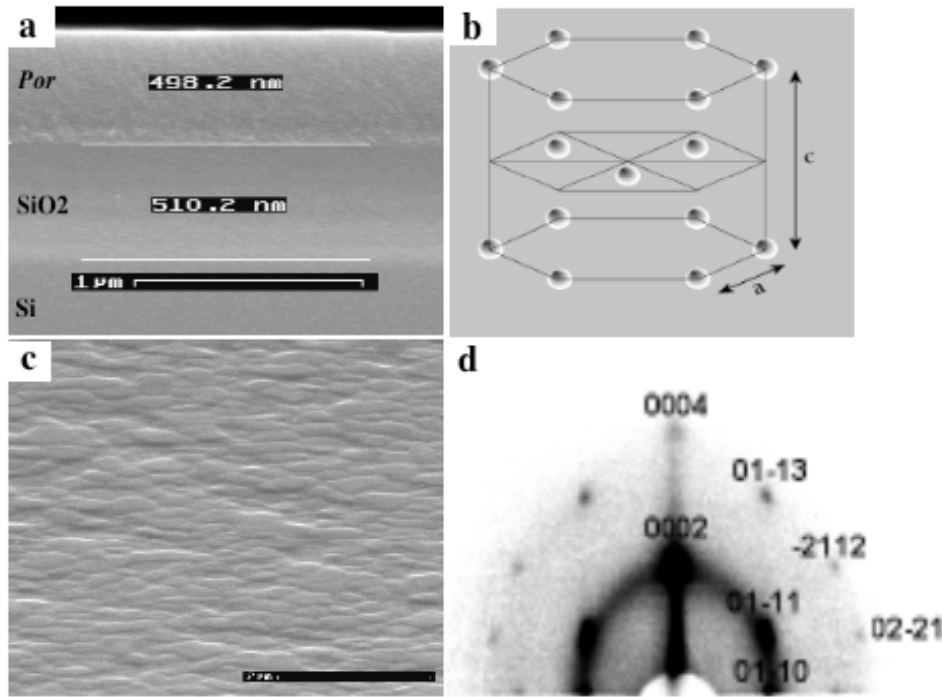 a
Por
498.2 nm
SiO2
510.2 nm
1 µm
Si
b
c
a
c
d
0004
01-13
0002
-2112
01-11
02-21
01-10